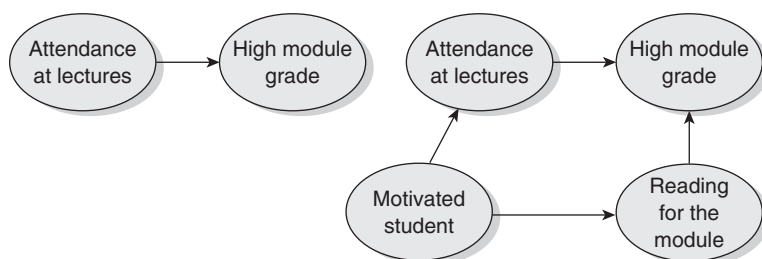 Attendance
at lectures
High module
grade
Attendance
at lectures
High module
grade
Motivated
student
Reading
for the
module